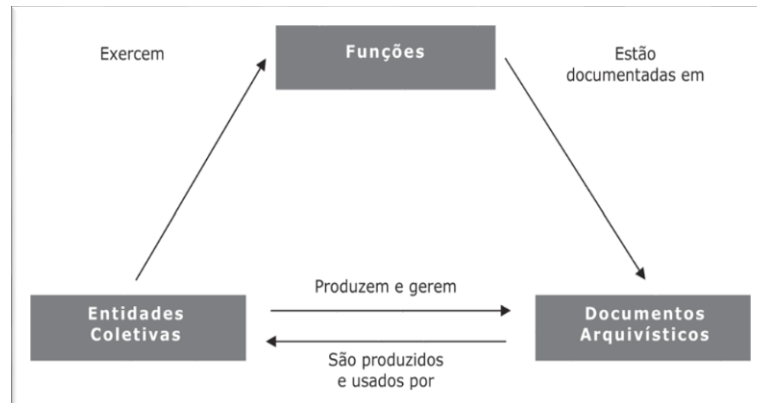 Exercem
Funções
Estão
documentadas em
Produzem e gerem
Entidades
Coletivas
Documentos
Arquivísticos
São produzidos
e usados por